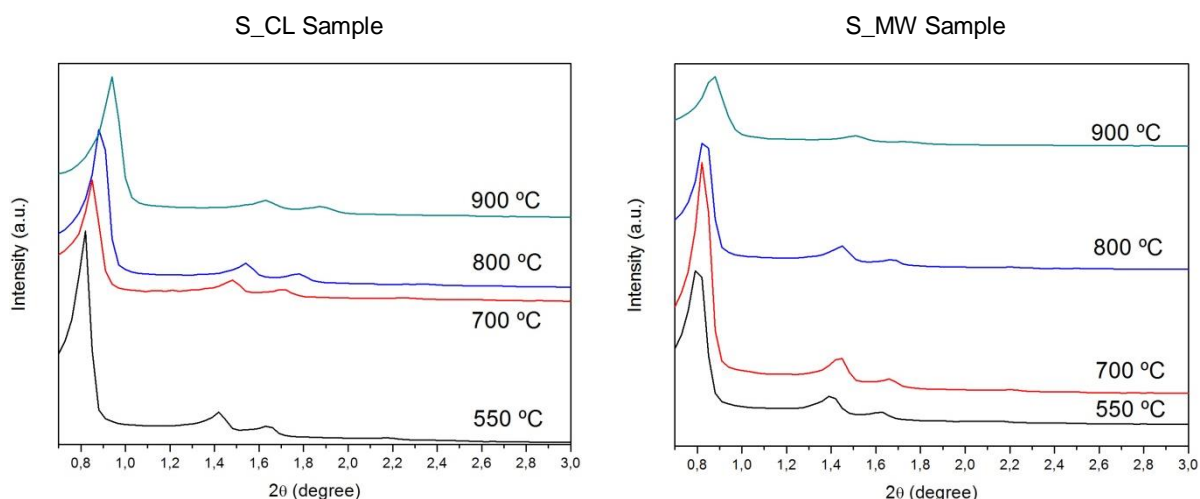 S_CL Sample
Intensity (a.u.)
900 ºC
800 ºC
700 ºC
550 ºC
0,8 1,0 1,2 1,4 1,6 1,8 2,0 2,2 2,4 2,6 2,8 3,0
2θ (degree)
S_MW Sample
Intensity (a.u.)
900 ºC
800 ºC
700 ºC
550 ºC
0,8 1,0 1,2 1,4 1,6 1,8 2,0 2,2 2,4 2,6 2,8 3,0
2θ (degree)